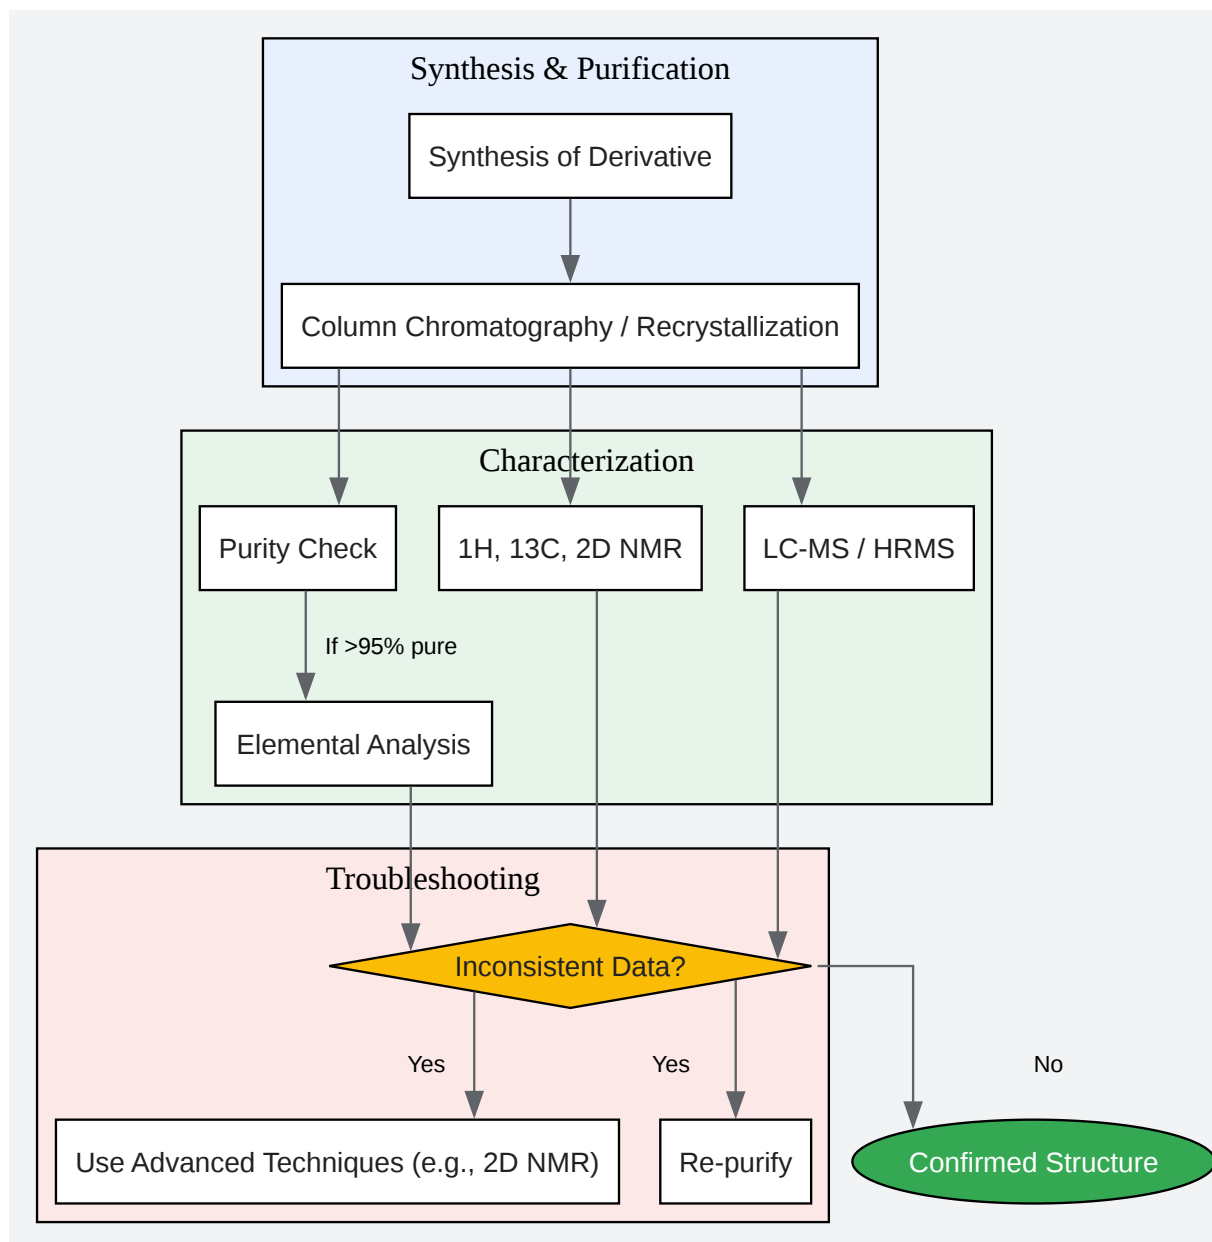 Synthesis & Purification
Synthesis of Derivative
Column Chromatography / Recrystallization
Characterization
Purity Check
1H, 13C, 2D NMR
LC-MS / HRMS
If >95% pure
Elemental Analysis
Troubleshooting
Inconsistent Data?
Yes
Yes
No
Use Advanced Techniques (e.g., 2D NMR)
Re-purify
Confirmed Structure